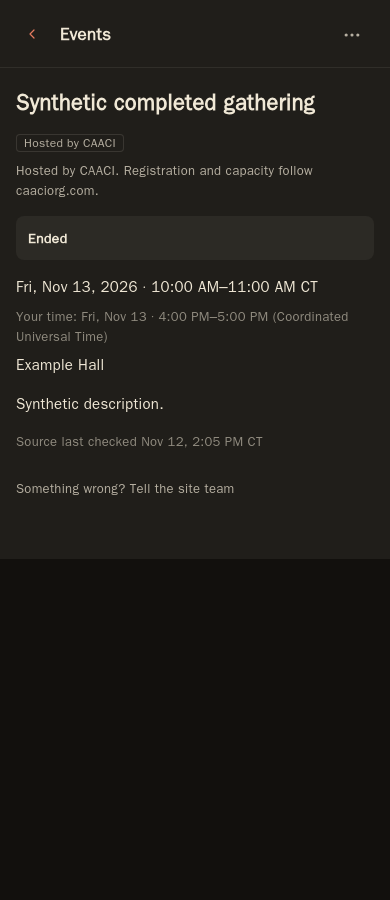 Events
Synthetic completed gathering
Hosted by CAACI
Hosted by CAACI. Registration and capacity follow
caaciorg.com.
Ended
Fri, Nov 13, 2026 · 10:00 AM–11:00 AM CT
Your time: Fri, Nov 13 · 4:00 PM–5:00 PM (Coordinated
Universal Time)
Example Hall
Synthetic description.
Source last checked Nov 12, 2:05 PM CT
Something wrong? Tell the site team